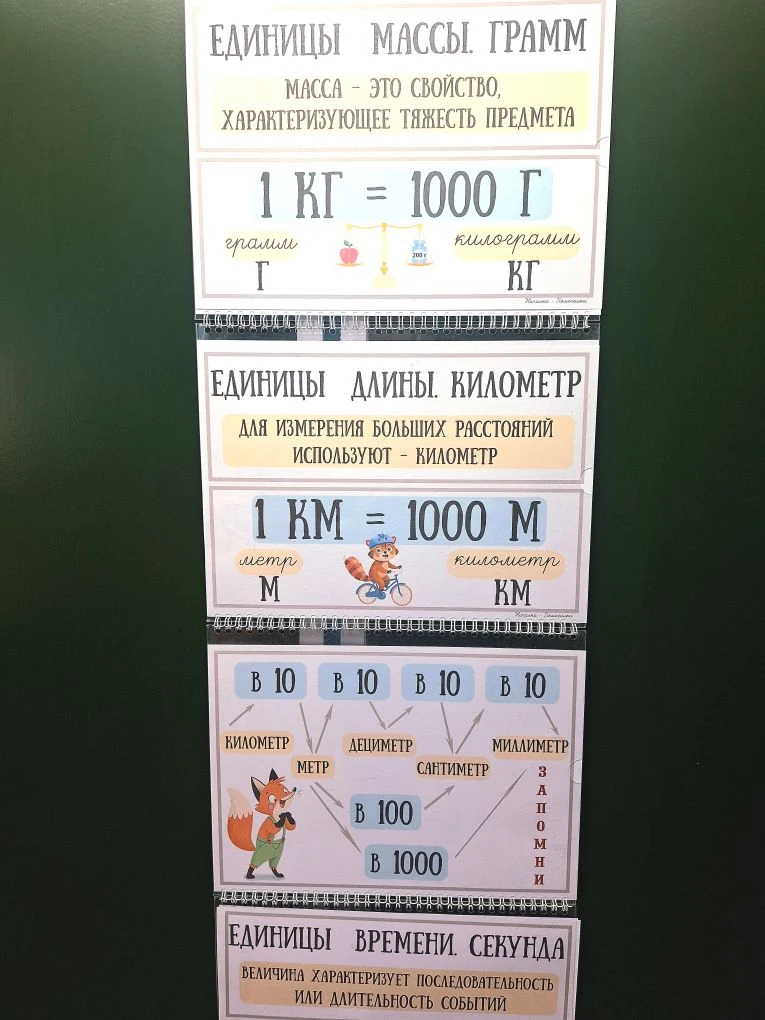 ЕДИНИЦЫ МАССЫ. ГРАММ
МАССА - ЭТО СВОЙСТВО,
ХАРАКТЕРИЗУЮЩЕЕ ТЯЖЕСТЬ ПРЕДМЕТА
1 КГ = 1000 Г
грамм
килограмм
200 г
Г
КГ
ЕДИНИЦЫ ДЛИНЫ. КИЛОМЕТР
ДЛЯ ИЗМЕРЕНИЯ БОЛЬШИХ РАССТОЯНИЙ
ИСПОЛЬЗУЮТ - КИЛОМЕТР
1 КМ = 1000 М
метр
километр
М
КМ
В 10 В 10 В 10 В 10
КИЛОМЕТР ДЕЦИМЕТР МИЛЛИМЕТР
МЕТР САНТИМЕТР
В 100
В 1000
ЗАПОМНИ
ЕДИНИЦЫ ВРЕМЕНИ. СЕКУНДА
ВЕЛИЧИНА ХАРАКТЕРИЗУЕТ ПОСЛЕДОВАТЕЛЬНОСТЬ
ИЛИ ДЛИТЕЛЬНОСТЬ СОБЫТИЙ